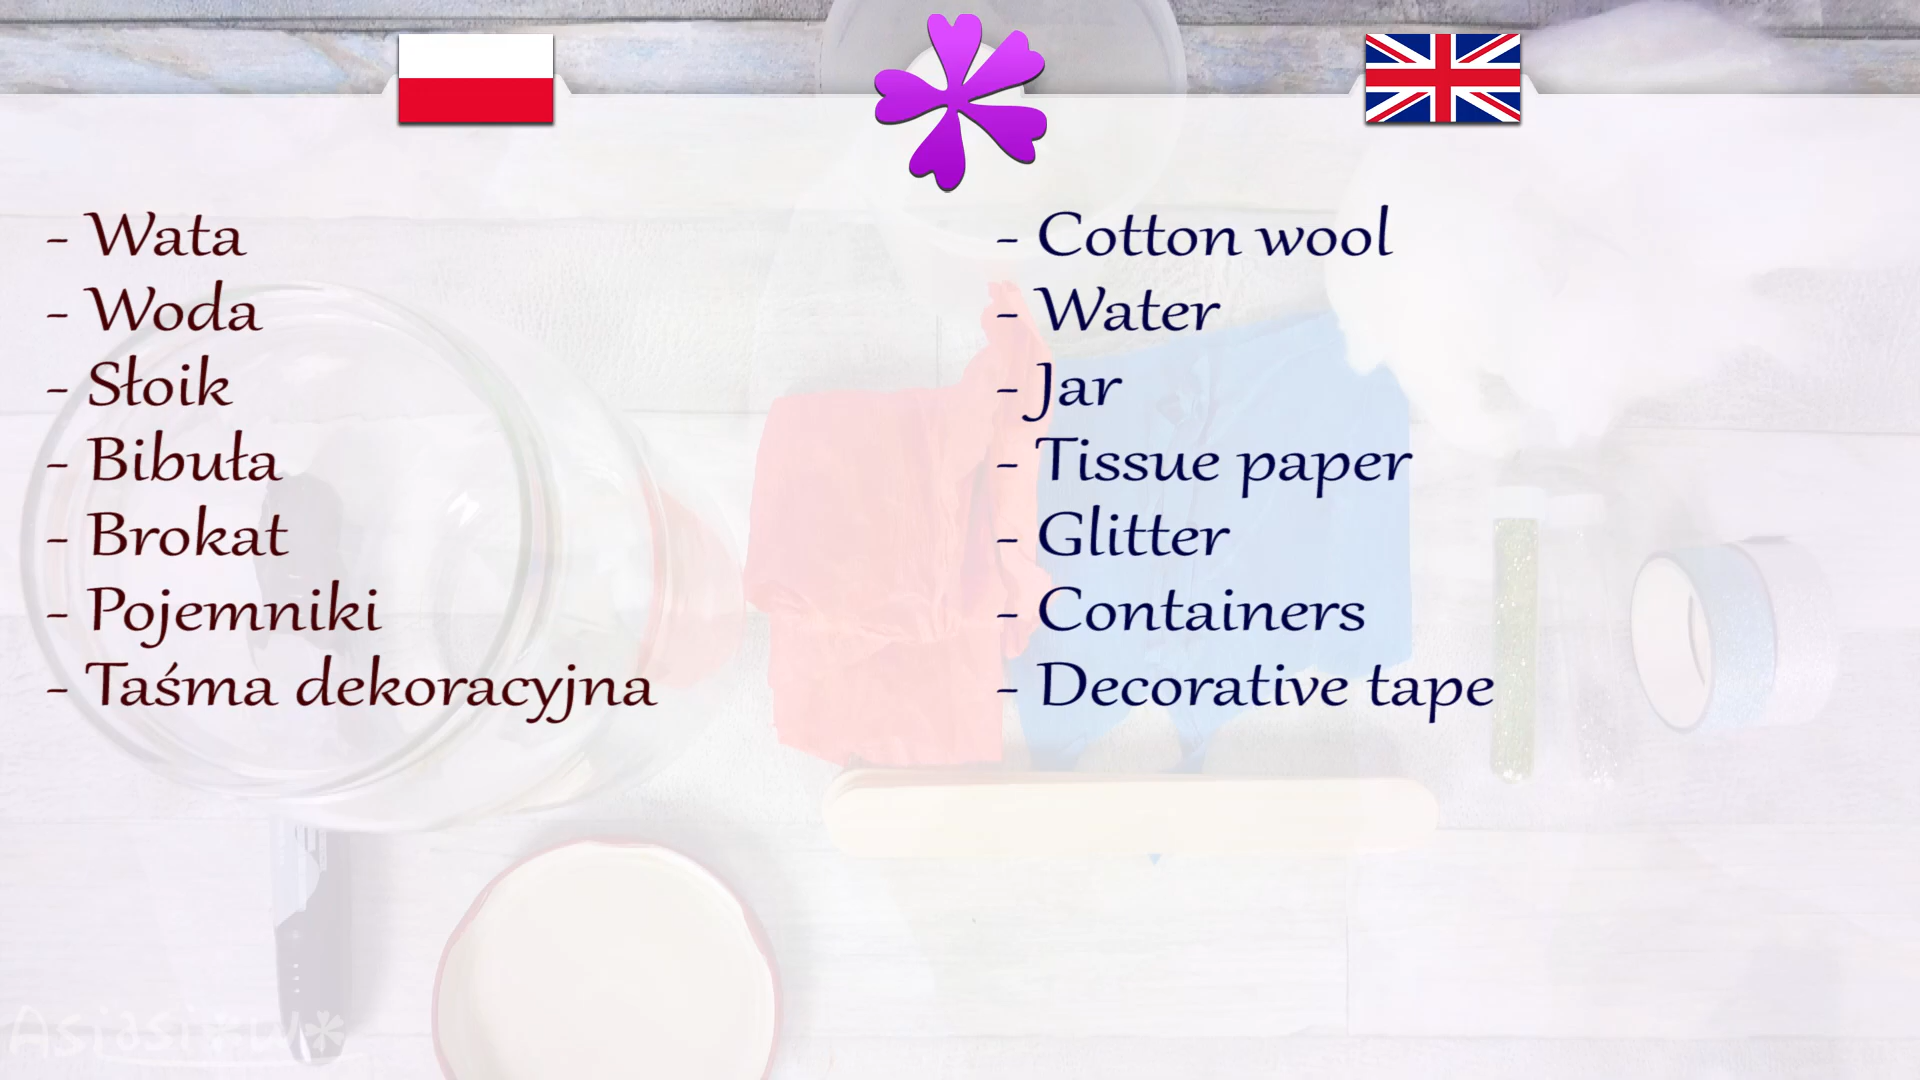 - Wata
- Woda
- Słoik
- Bibuła
- Brokat
- Pojemniki
- Taśma dekoracyjna
- Cotton wool
- Water
- Jar
- Tissue paper
- Glitter
- Containers
- Decorative tape